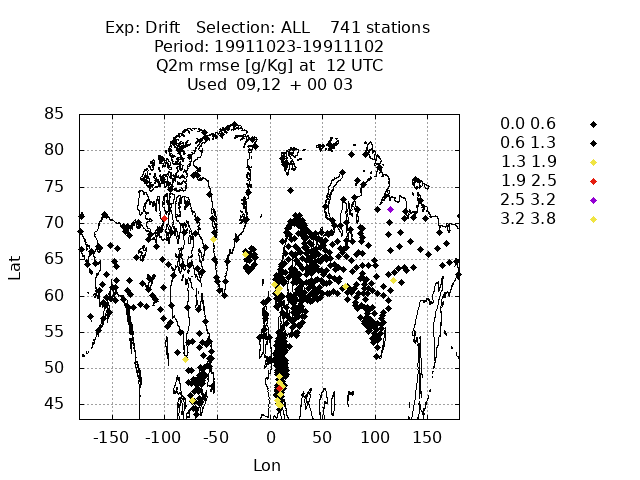 Exp: Drift Selection: ALL 741 stations
Period: 19911023-19911102
Q2m rmse [g/Kg] at 12 UTC
Used 09,12 + 00 03
85
80
75
70
65
60
55
50
45
Lat
-150 -100 -50 0 50 100 150
Lon
0.0 0.6
0.6 1.3
1.3 1.9
1.9 2.5
2.5 3.2
3.2 3.8